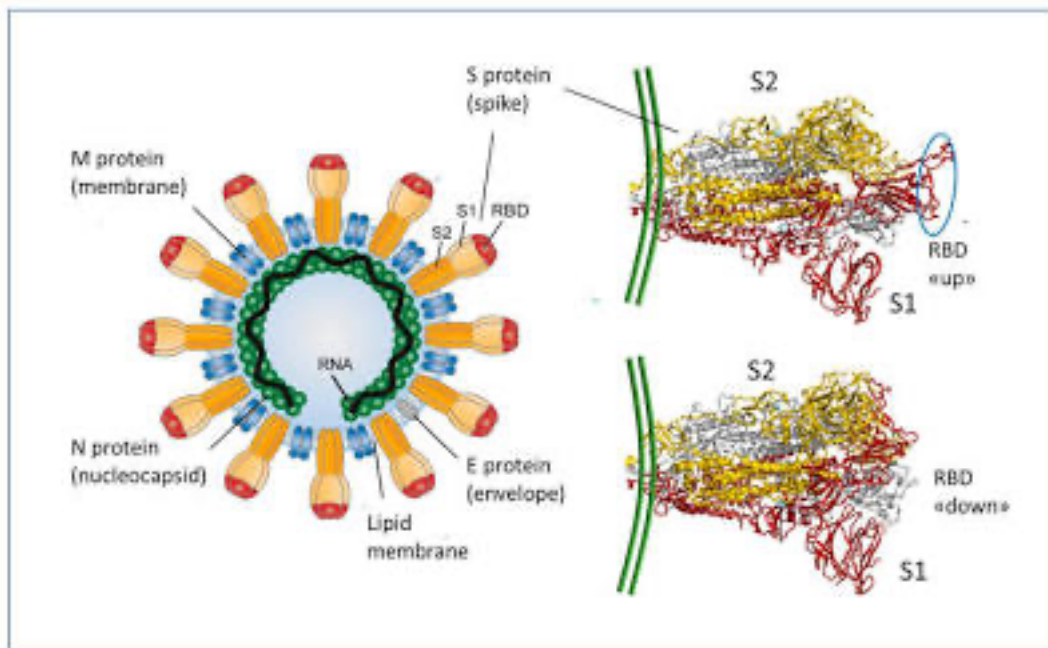 S protein
(spike)
M protein
(membrane)
S2
S1
RBD
RNA
N protein
(nucleocapsid)
E protein
(envelope)
Lipid
membrane
S2
RBD
«up»
S1
S2
RBD
«down»
S1